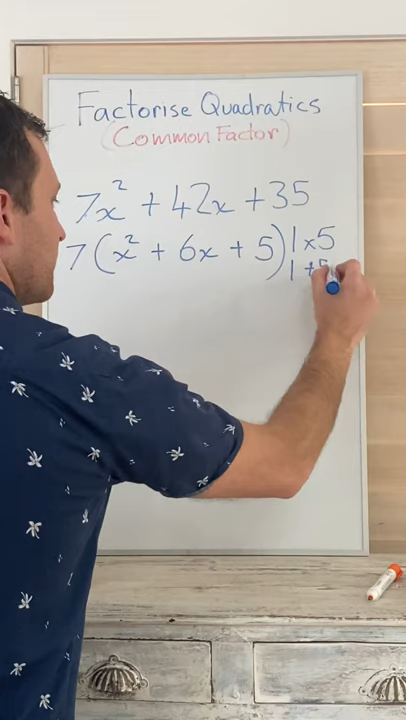 Factorise Quadratics
(Common Factor)
7x² + 42x + 35
7(x² + 6x + 5) 1 x 5
1 +